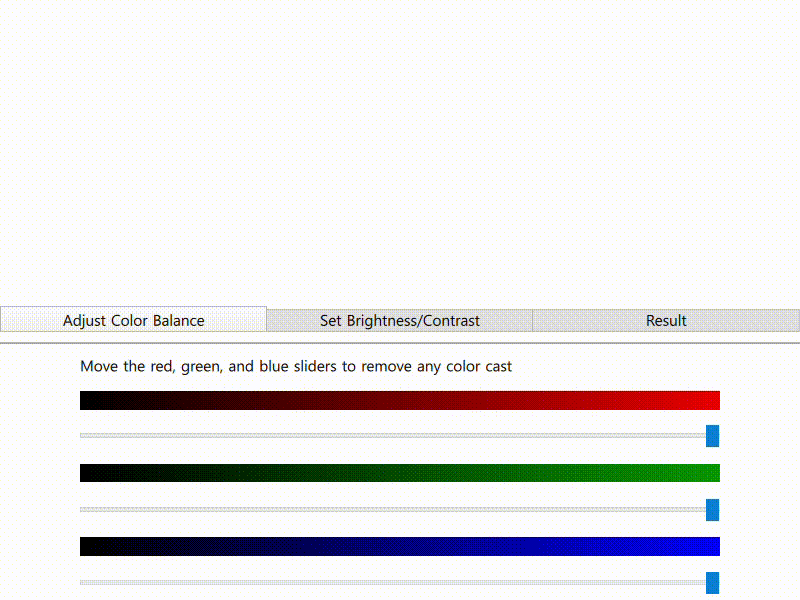 Adjust Color Balance
Set Brightness/Contrast
Result
Move the red, green, and blue sliders to remove any color cast